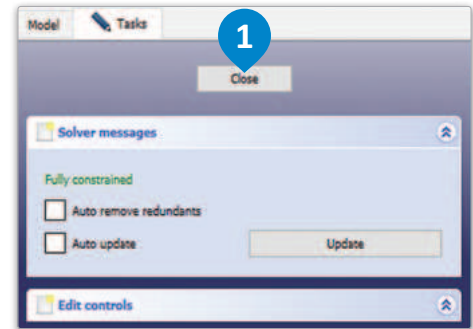 Model Tasks
1
Close
Solver messages
Fully constrained
Auto remove redundants
Auto update Update
Edit controls